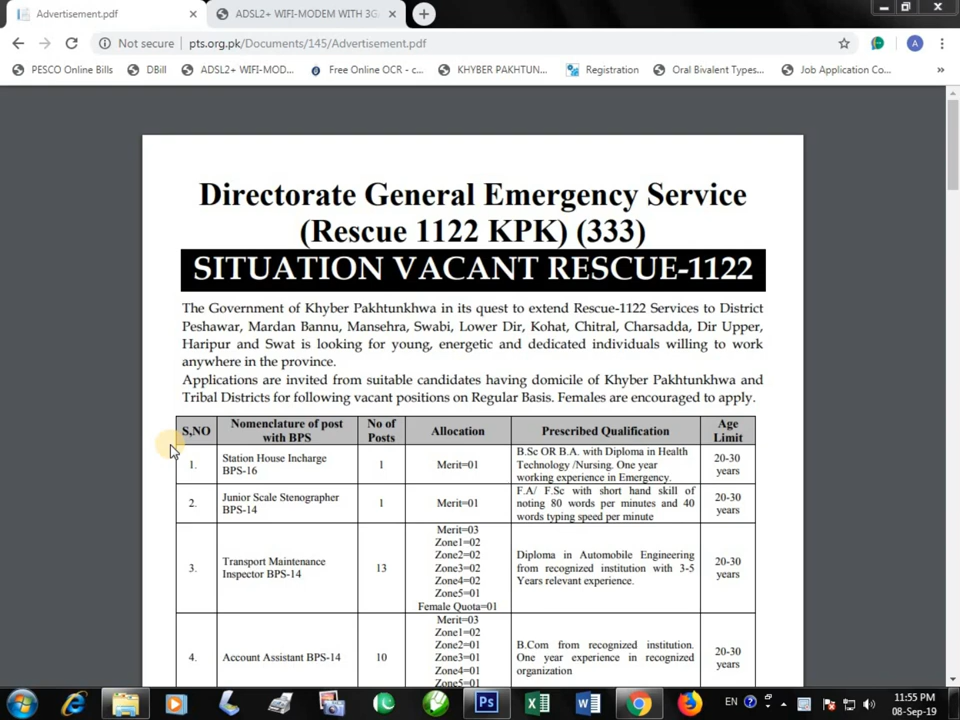 Advertisement.pdf
ADSL2+ WIFI-MODEM WITH 3G
Not secure | pts.org.pk/Documents/145/Advertisement.pdf
A
PESCO Online Bills
DBill
ADSL2+ WIFI-MOD...
Free Online OCR - c...
KHYBER PAKHTUN...
Registration
Oral Bivalent Types...
Job Application Co...
»
Directorate General Emergency Service
(Rescue 1122 KPK) (333)
SITUATION VACANT RESCUE-1122
The Government of Khyber Pakhtunkhwa in its quest to extend Rescue-1122 Services to District
Peshawar, Mardan Bannu, Mansehra, Swabi, Lower Dir, Kohat, Chitral, Charsadda, Dir Upper,
Haripur and Swat is looking for young, energetic and dedicated individuals willing to work
anywhere in the province.
Applications are invited from suitable candidates having domicile of Khyber Pakhtunkhwa and
Tribal Districts for following vacant positions on Regular Basis. Females are encouraged to apply.
S,NO
Nomenclature of post
with BPS
No of
Posts
Allocation
Prescribed Qualification
Age
Limit
1.
Station House Incharge
BPS-16
1
Merit=01
B.Sc OR B.A. with Diploma in Health
Technology /Nursing. One year
working experience in Emergency.
20-30
years
2.
Junior Scale Stenographer
BPS-14
1
Merit=01
F.A/ F.Sc with short hand skill of
noting 80 words per minutes and 40
words typing speed per minute
20-30
years
3.
Transport Maintenance
Inspector BPS-14
13
Merit=03
Zone1=02
Zone2=02
Zone3=02
Zone4=02
Zone5=01
Female Quota=01
Diploma in Automobile Engineering
from recognized institution with 3-5
Years relevant experience.
20-30
years
4.
Account Assistant BPS-14
10
Merit=03
Zone1=02
Zone2=01
Zone3=01
Zone4=01
Zone5=01
B.Com from recognized institution.
One year experience in recognized
organization
20-30
years
Ps
EN
11:55 PM
08-Sep-19